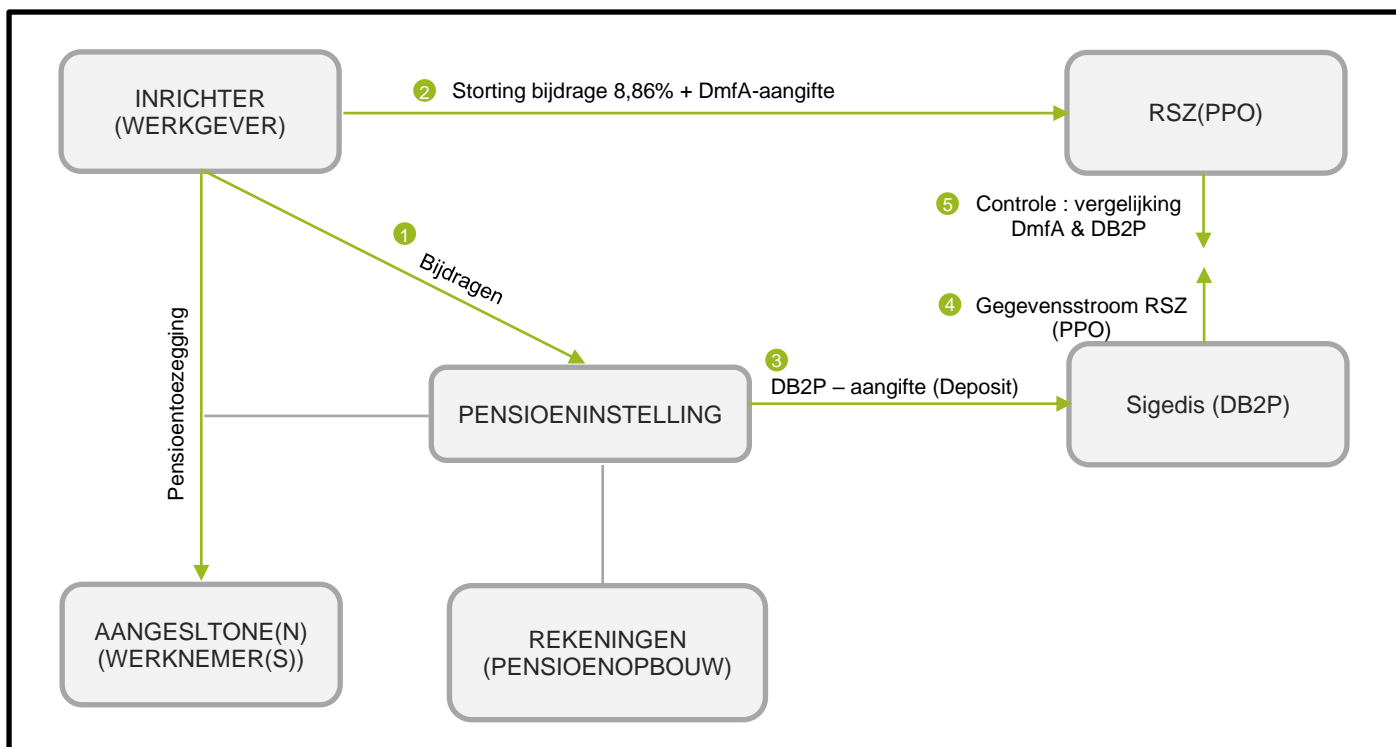 INRICHTER
(WERKGEVER)
2 Storting bijdrage 8,86% + DmfA-aangifte
RSZ(PPO)
5 Controle : vergelijking
DmfA & DB2P
1
Bijdragen
4 Gegevensstroom RSZ
(PPO)
Pensioentoezegging
3
DB2P – aangifte (Deposit)
PENSIOENINSTELLING
Sigedis (DB2P)
AANGESLTONE(N)
(WERKNEMER(S))
REKENINGEN
(PENSIOENOPBOUW)